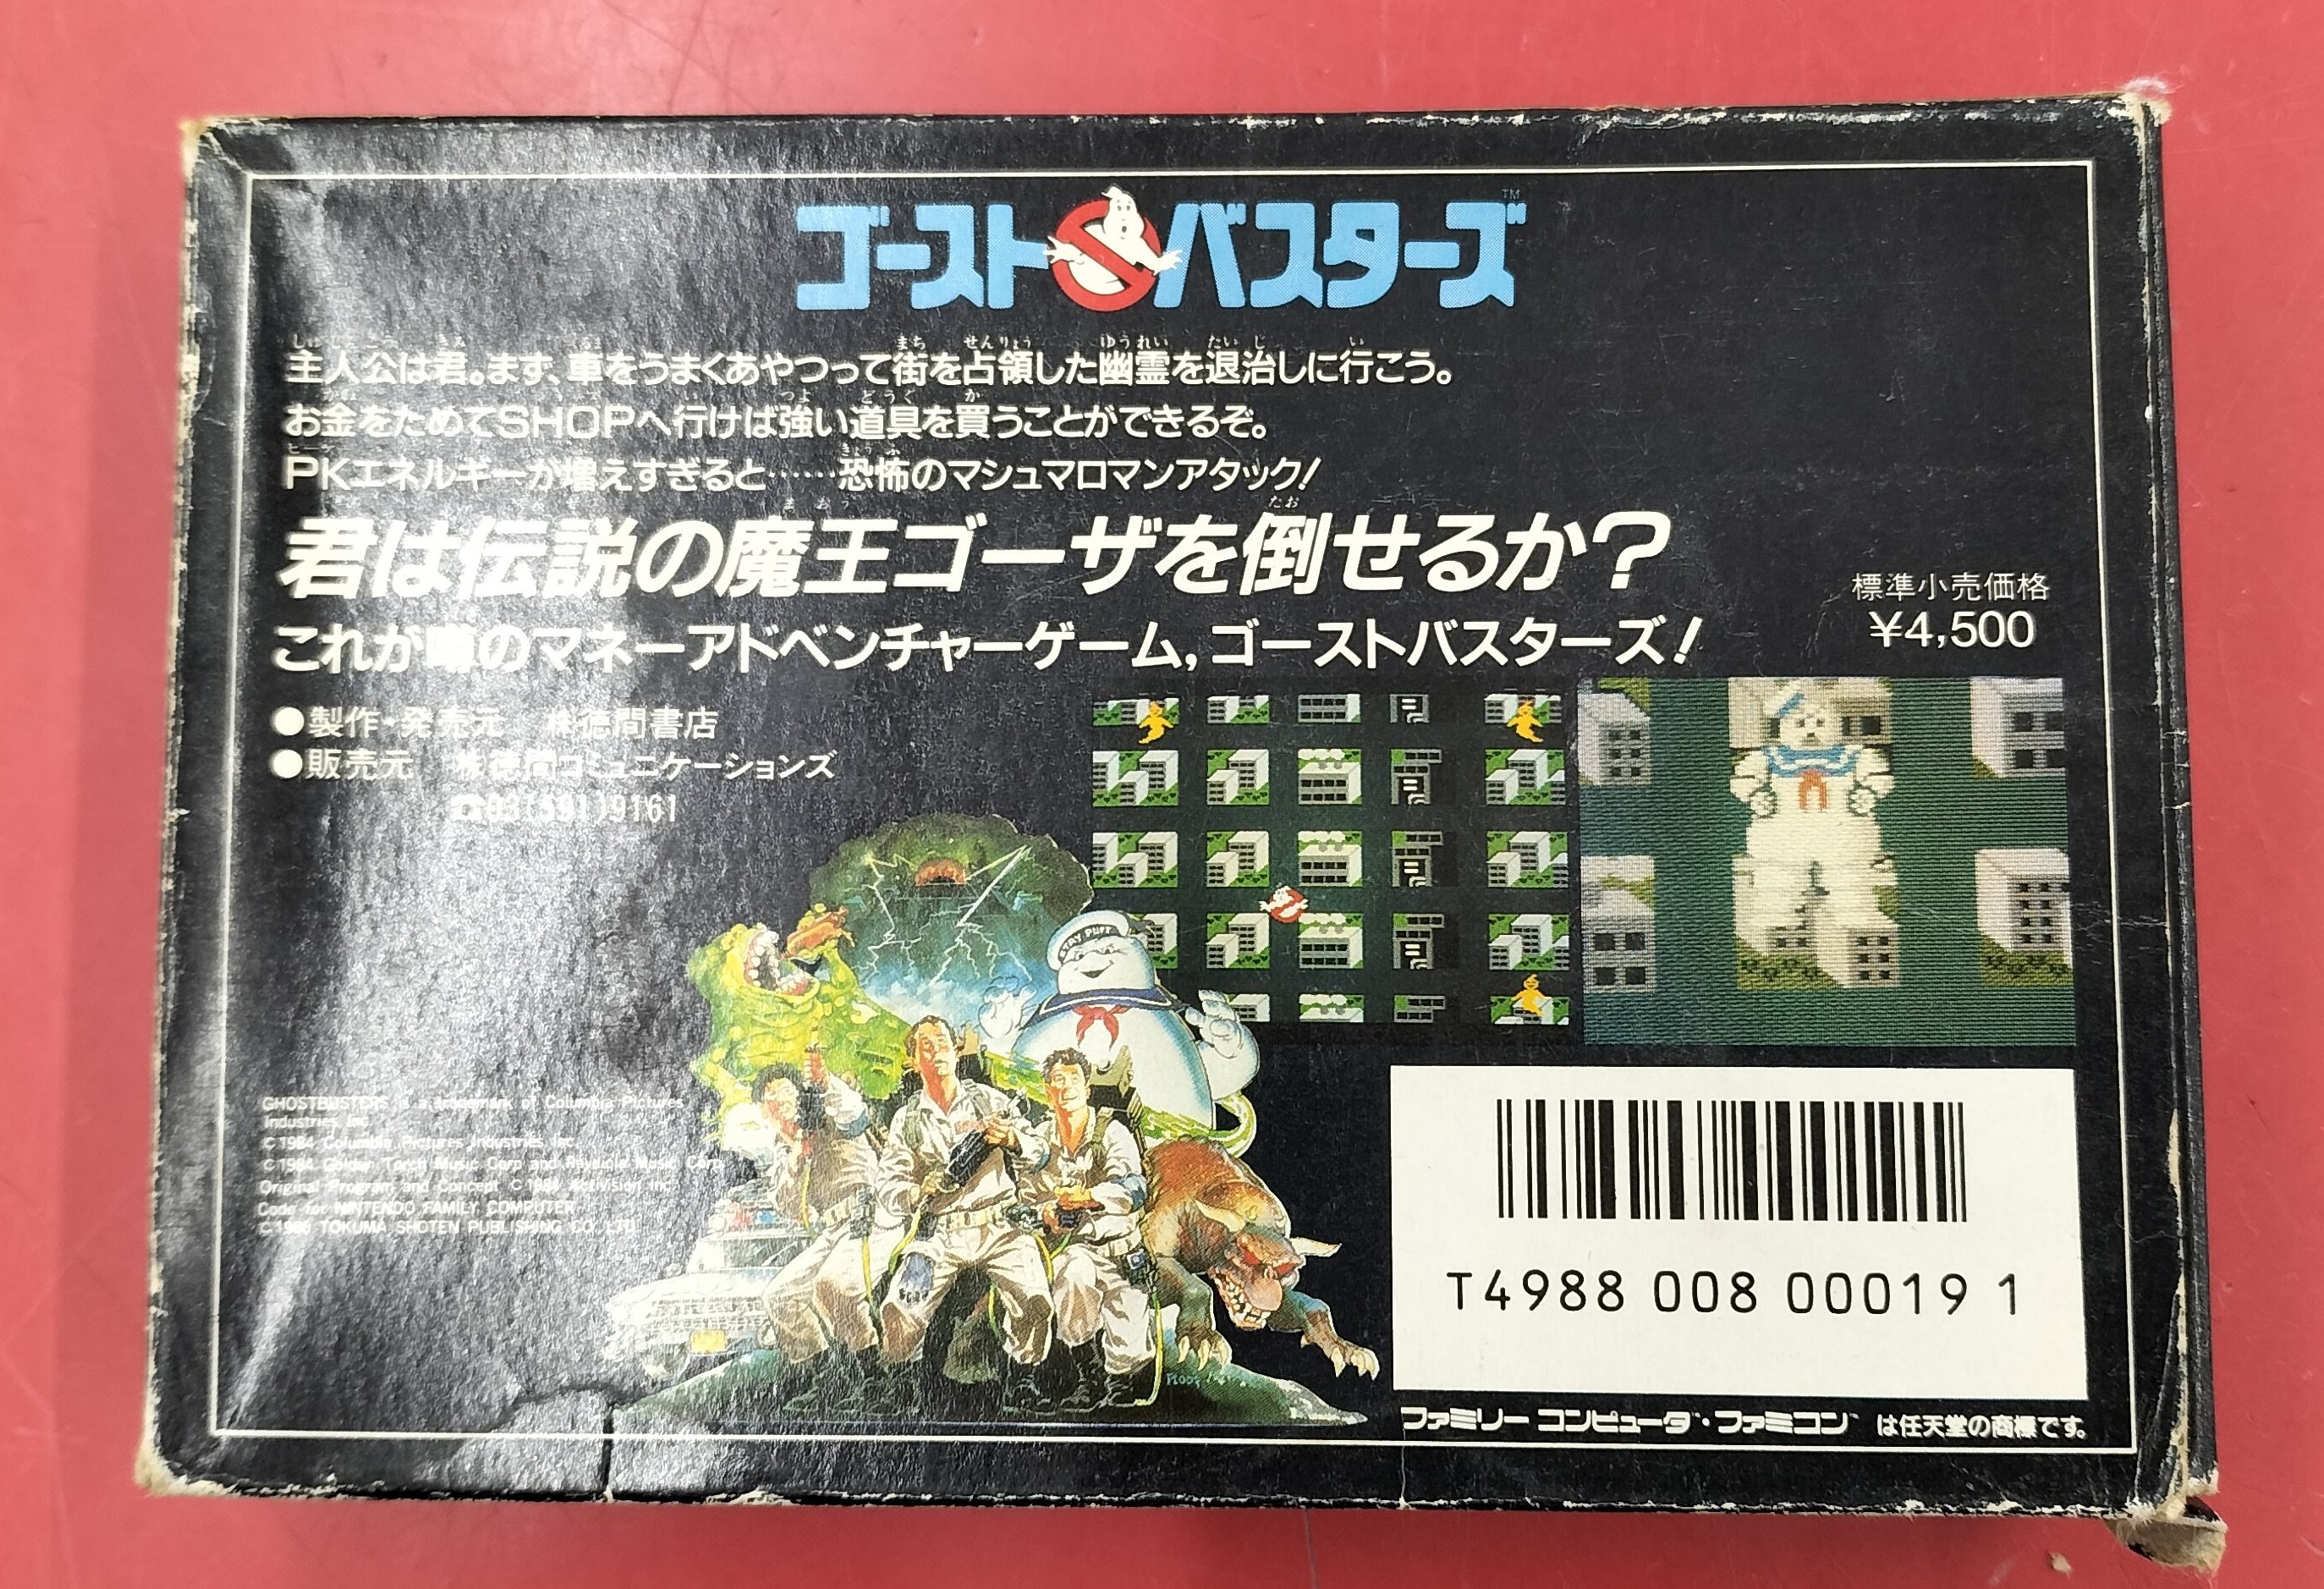 ゴーストバスターズ
TM
主人公は君。まず、車をうまくあやつって街を占領した幽霊を退治しに行こう。
お金をためてSHOPへ行けば強い道具を買うことができるぞ。
PKエネルギーが増えすぎると……恐怖のマシュマロマンアタック!
君は伝説の魔王ゴーザを倒せるか?
これが噂のマネーアドベンチャーゲーム,ゴーストバスターズ!
標準小売価格
¥4,500
●製作・発売元 ㈱徳間書店
●販売元 ㈱徳間コミュニケーションズ
☎03(591)9161
STAY PUFT
GHOSTBUSTERS is a trademark of Columbia Pictures
Industries, Inc.
© 1984 Columbia Pictures Industries, Inc.
© 1984 Golden Torch Music Corp and Raydiola Music Corp
Original Program and Concept © 1984 Activision Inc
Code for NINTENDO FAMILY COMPUTER
© 1986 TOKUMA SHOTEN PUBLISHING CO., LTD.
T4988 008 00019 1
ファミリーコンピュータ・ファミコン は任天堂の商標です。